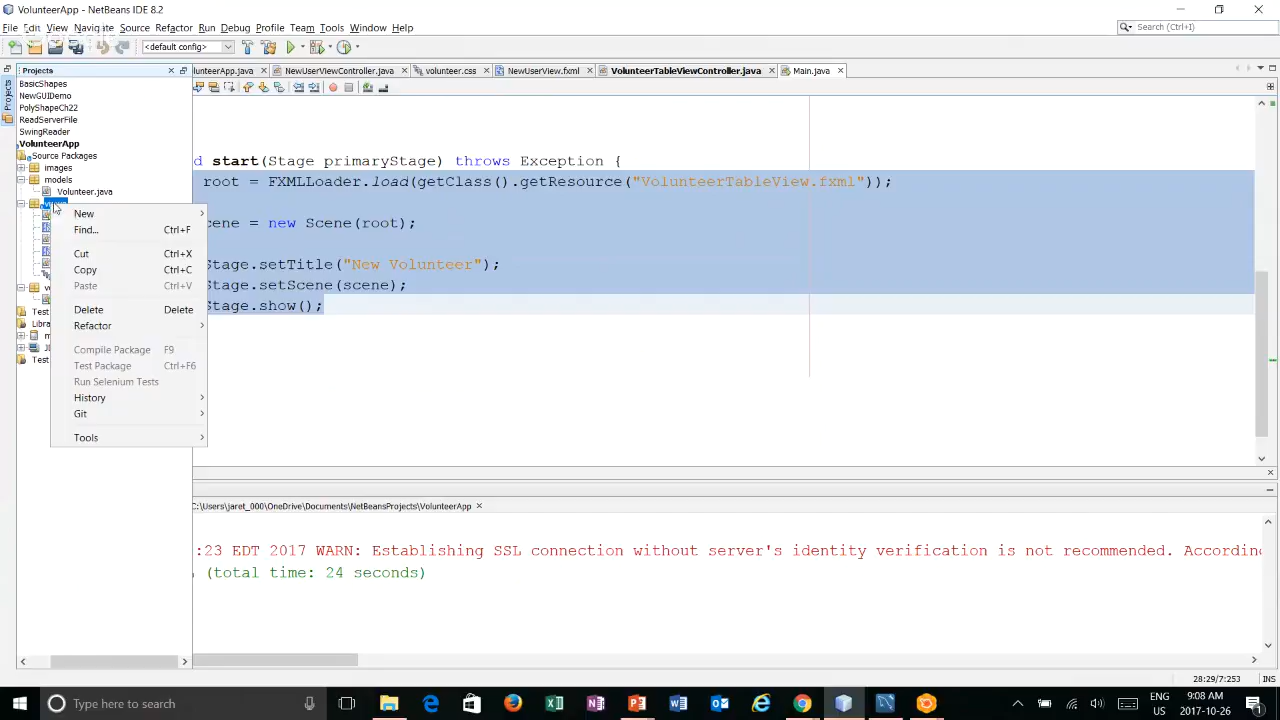 VolunteerApp - NetBeans IDE 8.2
File Edit View Navigate Source Refactor Run Debug Profile Team Tools Window Help
Search (Ctrl+I)
<default config>
Projects
unteerApp.java
NewUserViewController.java
volunteer.css
NewUserView.fxml
VolunteerTableViewController.java
Main.java
Projects
BasicShapes
NewGUIDemo
PolyShapeCh22
ReadServerFile
SwingReader
VolunteerApp
Source Packages
images
models
Volunteer.java
Test
Libra
Test
New
Find... Ctrl+F
Cut Ctrl+X
Copy Ctrl+C
Paste Ctrl+V
Delete Delete
Refactor
Compile Package F9
Test Package Ctrl+F6
Run Selenium Tests
History
Git
Tools
d start(Stage primaryStage) throws Exception {
root = FXMLLoader.load(getClass().getResource("VolunteerTableView.fxml"));
cene = new Scene(root);
Stage.setTitle("New Volunteer");
Stage.setScene(scene);
Stage.show();
C:\Users\jaret_000\OneDrive\Documents\NetBeansProjects\VolunteerApp
:23 EDT 2017 WARN: Establishing SSL connection without server's identity verification is not recommended. According
(total time: 24 seconds)
28:29/7:253 INS
Type here to search
ENG
US
9:08 AM
2017-10-26
1